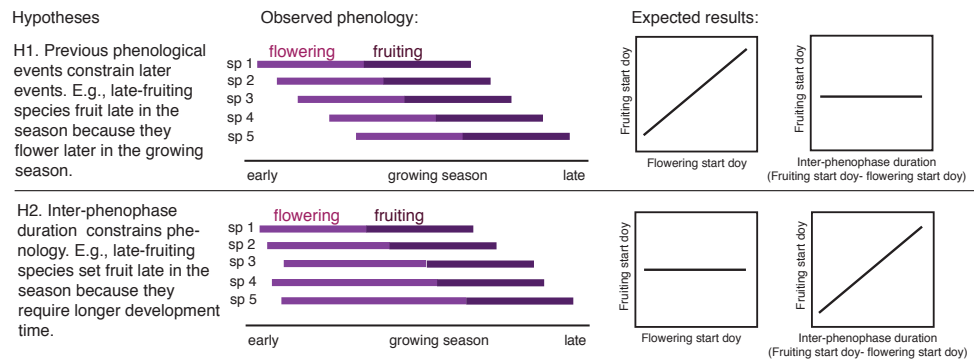 Hypotheses
Observed phenology:
Expected results:
H1. Previous phenological
events constrain later
events. E.g., late-fruiting
species fruit late in the
season because they
flower later in the growing
season.
flowering
fruiting
sp 1
sp 2
sp 3
sp 4
sp 5
early
growing season
late
Fruiting start doy
Flowering start doy
Fruiting start doy
Inter-phenophase duration
(Fruiting start doy- flowering start doy)
H2. Inter-phenophase
duration constrains phe-
nology. E.g., late-fruiting
species set fruit late in the
season because they
require longer development
time.
flowering
fruiting
sp 1
sp 2
sp 3
sp 4
sp 5
early
growing season
late
Fruiting start doy
Flowering start doy
Fruiting start doy
Inter-phenophase duration
(Fruiting start doy- flowering start doy)